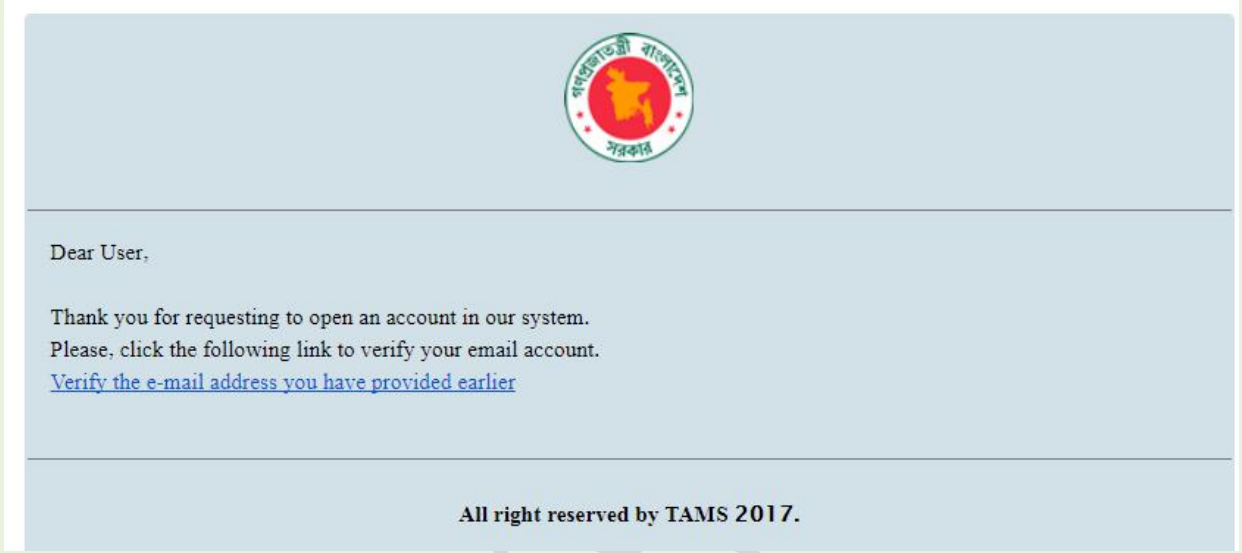 গণপ্রজাতন্ত্রী বাংলাদেশ
সরকার
Dear User,
Thank you for requesting to open an account in our system.
Please, click the following link to verify your email account.
Verify the e-mail address you have provided earlier
All right reserved by TAMS 2017.